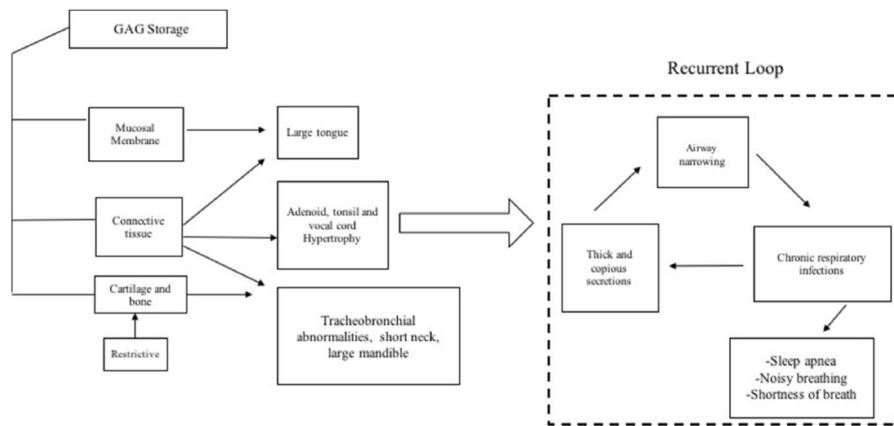 GAG Storage
Mucosal
Membrane
Large tongue
Connective
tissue
Adenoid, tonsil and
vocal cord
Hypertrophy
Cartilage and
bone
Tracheobronchial
abnormalities, short neck,
large mandible
Restrictive
Recurrent Loop
Airway
narrowing
Thick and
copious
secretions
Chronic respiratory
infections
-Sleep apnea
-Noisy breathing
-Shortness of breath